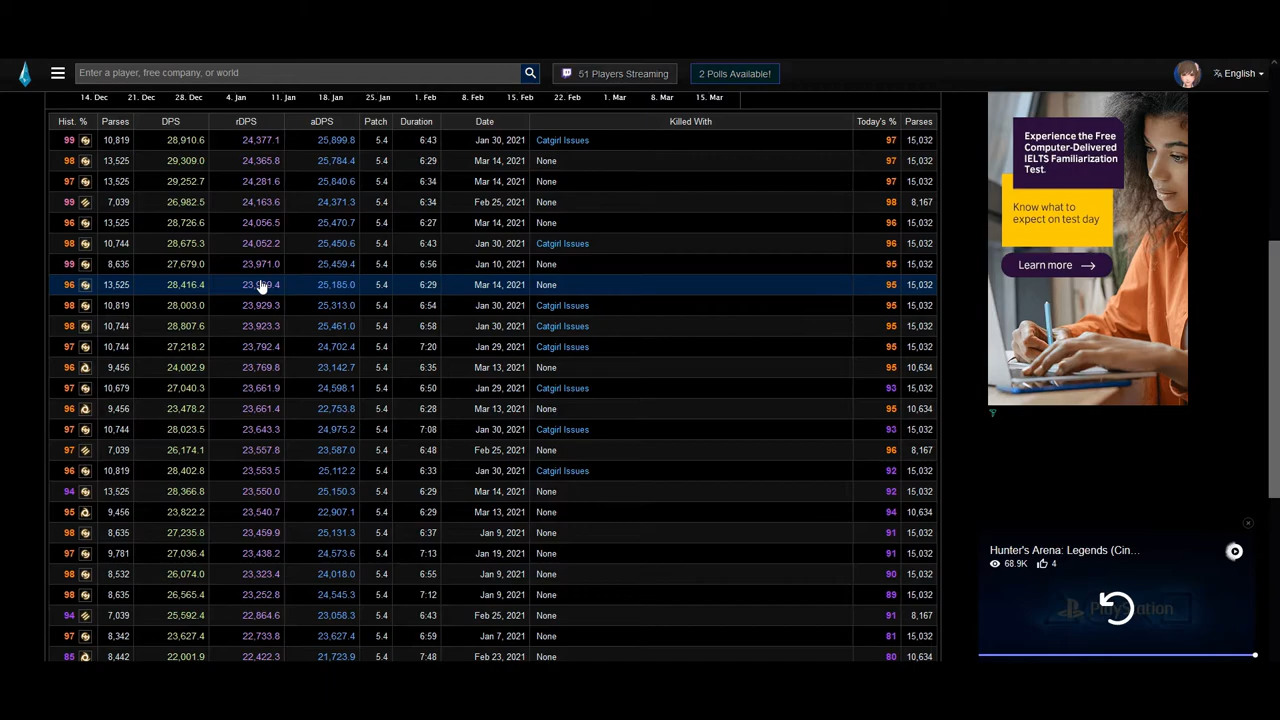 Enter a player, free company, or world
51 Players Streaming
2 Polls Available!
English
14. Dec 21. Dec 28. Dec 4. Jan 11. Jan 18. Jan 25. Jan 1. Feb 8. Feb 15. Feb 22. Feb 1. Mar 8. Mar 15. Mar
Hist. % Parses DPS rDPS aDPS Patch Duration Date Killed With Today's % Parses
99 10,819 28,910.6 24,377.1 25,899.8 5.4 6:43 Jan 30, 2021 Catgirl Issues 97 15,032
98 13,525 29,309.0 24,365.8 25,784.4 5.4 6:29 Mar 14, 2021 None 97 15,032
97 13,525 29,252.7 24,281.6 25,840.6 5.4 6:34 Mar 14, 2021 None 97 15,032
99 7,039 26,982.5 24,163.6 24,371.3 5.4 6:34 Feb 25, 2021 None 98 8,167
96 13,525 28,726.6 24,056.5 25,470.7 5.4 6:27 Mar 14, 2021 None 96 15,032
98 10,744 28,675.3 24,052.2 25,450.6 5.4 6:43 Jan 30, 2021 Catgirl Issues 96 15,032
99 8,635 27,679.0 23,971.0 25,459.4 5.4 6:56 Jan 10, 2021 None 95 15,032
96 13,525 28,416.4 25,185.0 5.4 6:29 Mar 14, 2021 None 95 15,032
98 10,819 28,003.0 23,929.3 25,313.0 5.4 6:54 Jan 30, 2021 Catgirl Issues 95 15,032
98 10,744 28,807.6 23,923.3 25,461.0 5.4 6:58 Jan 30, 2021 Catgirl Issues 95 15,032
97 10,744 27,218.2 23,792.4 24,702.4 5.4 7:20 Jan 29, 2021 Catgirl Issues 95 15,032
96 9,456 24,002.9 23,769.8 23,142.7 5.4 6:35 Mar 13, 2021 None 95 10,634
97 10,679 27,040.3 23,661.9 24,598.1 5.4 6:50 Jan 29, 2021 Catgirl Issues 93 15,032
96 9,456 23,478.2 23,661.4 22,753.8 5.4 6:28 Mar 13, 2021 None 95 10,634
97 10,744 28,023.5 23,643.3 24,975.2 5.4 7:08 Jan 30, 2021 Catgirl Issues 93 15,032
97 7,039 26,174.1 23,557.8 23,587.0 5.4 6:48 Feb 25, 2021 None 96 8,167
96 10,819 28,402.8 23,553.5 25,112.2 5.4 6:33 Jan 30, 2021 Catgirl Issues 92 15,032
94 13,525 28,366.8 23,550.0 25,150.3 5.4 6:29 Mar 14, 2021 None 92 15,032
95 9,456 23,822.2 23,540.7 22,907.1 5.4 6:29 Mar 13, 2021 None 94 10,634
98 8,635 27,235.8 23,459.9 25,131.3 5.4 6:37 Jan 9, 2021 None 91 15,032
97 9,781 27,036.4 23,438.2 24,573.6 5.4 7:13 Jan 19, 2021 None 91 15,032
98 8,532 26,074.0 23,323.4 24,018.0 5.4 6:55 Jan 9, 2021 None 90 15,032
98 8,635 26,565.4 23,252.8 24,545.3 5.4 7:12 Jan 9, 2021 None 89 15,032
94 7,039 25,592.4 22,864.6 23,058.3 5.4 6:43 Feb 25, 2021 None 91 8,167
97 8,342 23,627.4 22,733.8 23,627.4 5.4 6:59 Jan 7, 2021 None 81 15,032
85 8,442 22,001.9 22,422.3 21,723.9 5.4 7:48 Feb 23, 2021 None 80 10,634
Experience the Free
Computer-Delivered
IELTS Familiarization
Test.
Know what to
expect on test day
Learn more
Hunter's Arena: Legends (Cin...
68.9K 4
PlayStation